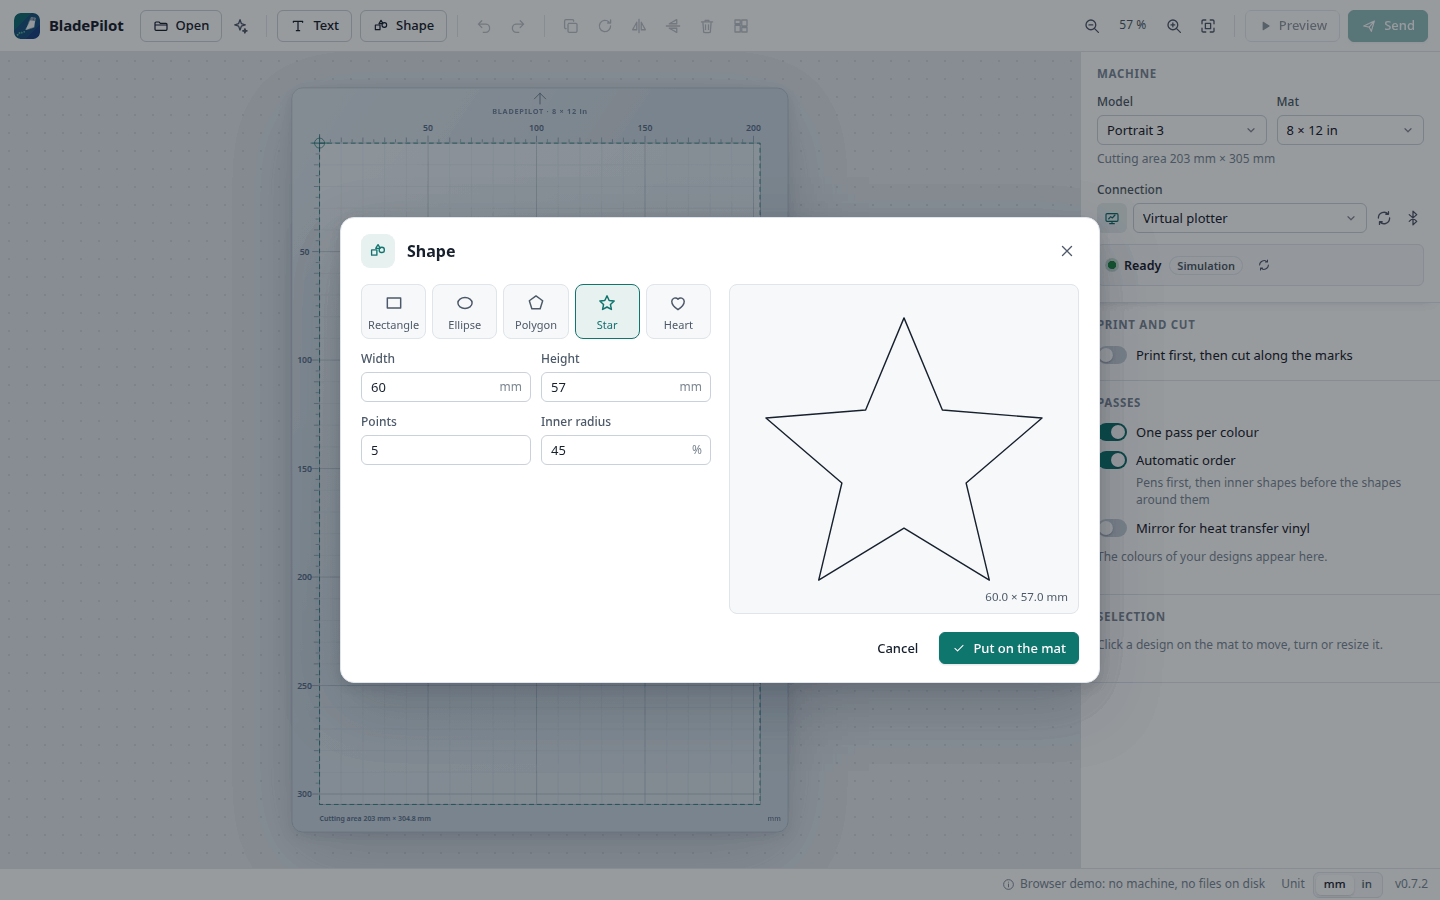 BladePilot
Open
Text
Shape
57 %
Preview
Send
BLADEPILOT · 8 × 12 in
50
100
150
200
50
100
150
200
250
300
Cutting area 203 mm × 304.8 mm
mm
Shape
Rectangle
Ellipse
Polygon
Star
Heart
Width
Height
60 mm
57 mm
Points
Inner radius
5
45 %
60.0 × 57.0 mm
Cancel
Put on the mat
MACHINE
Model
Mat
Portrait 3
8 × 12 in
Cutting area 203 mm × 305 mm
Connection
Virtual plotter
Ready
Simulation
PRINT AND CUT
Print first, then cut along the marks
PASSES
One pass per colour
Automatic order
Pens first, then inner shapes before the shapes
around them
Mirror for heat transfer vinyl
The colours of your designs appear here.
SELECTION
Click a design on the mat to move, turn or resize it.
Browser demo: no machine, no files on disk
Unit
mm
in
v0.7.2